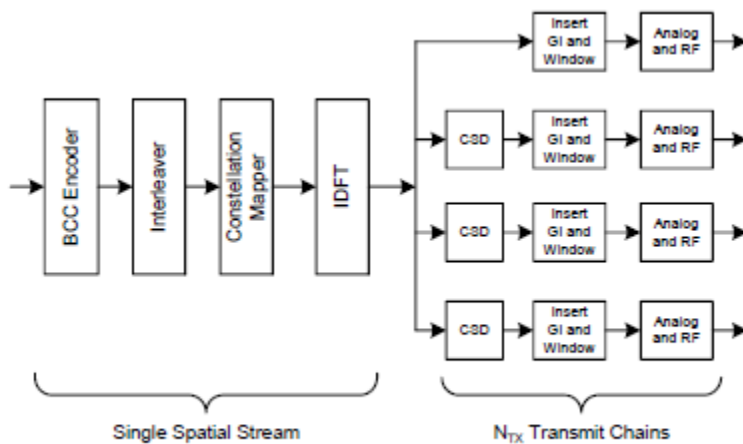 Insert
GI and
Window
Analog
and RF
BCC Encoder
Interleaver
Constellation
Mapper
IDFT
CSD
Insert
GI and
Window
Analog
and RF
CSD
Insert
GI and
Window
Analog
and RF
CSD
Insert
GI and
Window
Analog
and RF
Single Spatial Stream
NTX Transmit Chains